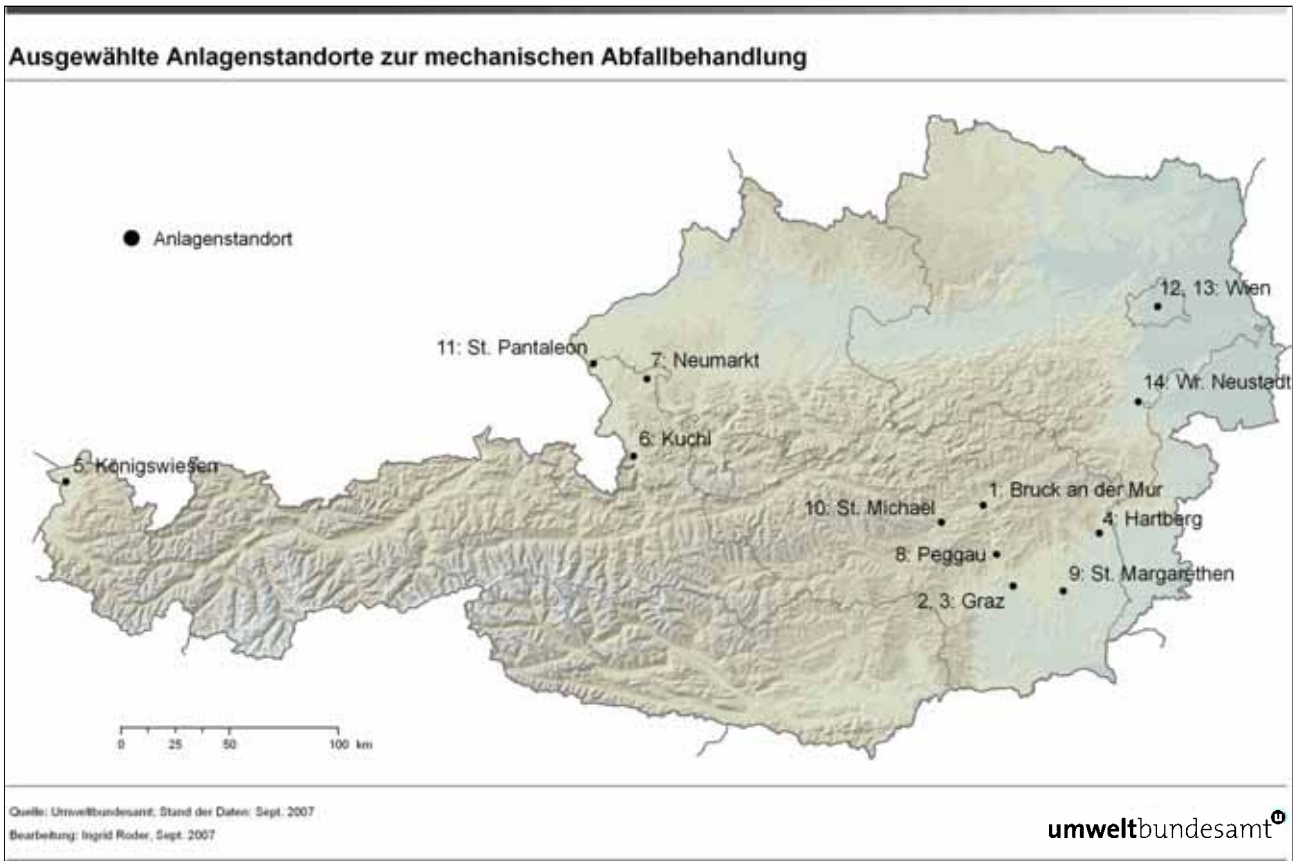 Ausgewählte Anlagenstandorte zur mechanischen Abfallbehandlung
Anlagenstandort
12, 13: Wien
11: St. Pantaleon
7: Neumarkt
14: Wr. Neustadt
6: Kuchl
5: Königswiesen
1: Bruck an der Mur
10: St. Michael
4: Hartberg
8: Peggau
9: St. Margarethen
2, 3: Graz
0 25 50 100 km
Quelle: Umweltbundesamt; Stand der Daten: Sept. 2007
Bearbeitung: Ingrid Roder, Sept. 2007
umweltbundesamt